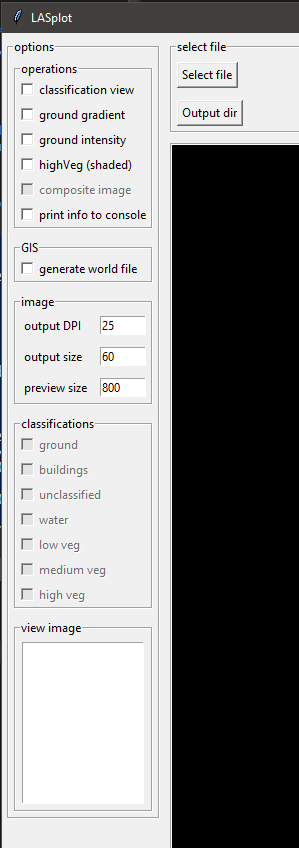 LASplot
options
operations
classification view
ground gradient
ground intensity
highVeg (shaded)
composite image
print info to console
GIS
generate world file
image
output DPI 25
output size 60
preview size 800
classifications
ground
buildings
unclassified
water
low veg
medium veg
high veg
view image
select file
Select file
Output dir